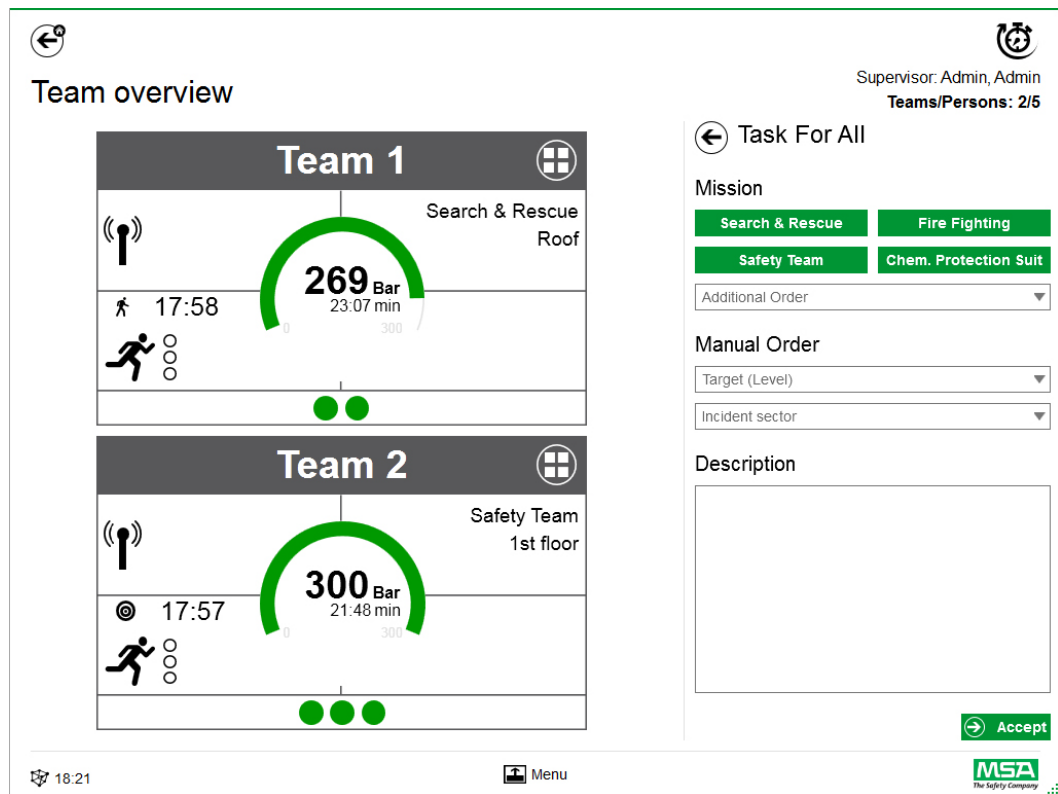 Team overview
Supervisor: Admin, Admin
Teams/Persons: 2/5
Team 1
Search & Rescue
Roof
269 Bar
23:07 min
0 300
17:58
Team 2
Safety Team
1st floor
300 Bar
21:48 min
0 300
17:57
Task For All
Mission
Search & Rescue Fire Fighting
Safety Team Chem. Protection Suit
Additional Order
Manual Order
Target (Level)
Incident sector
Description
Accept
18:21
Menu
MSA
The Safety Company